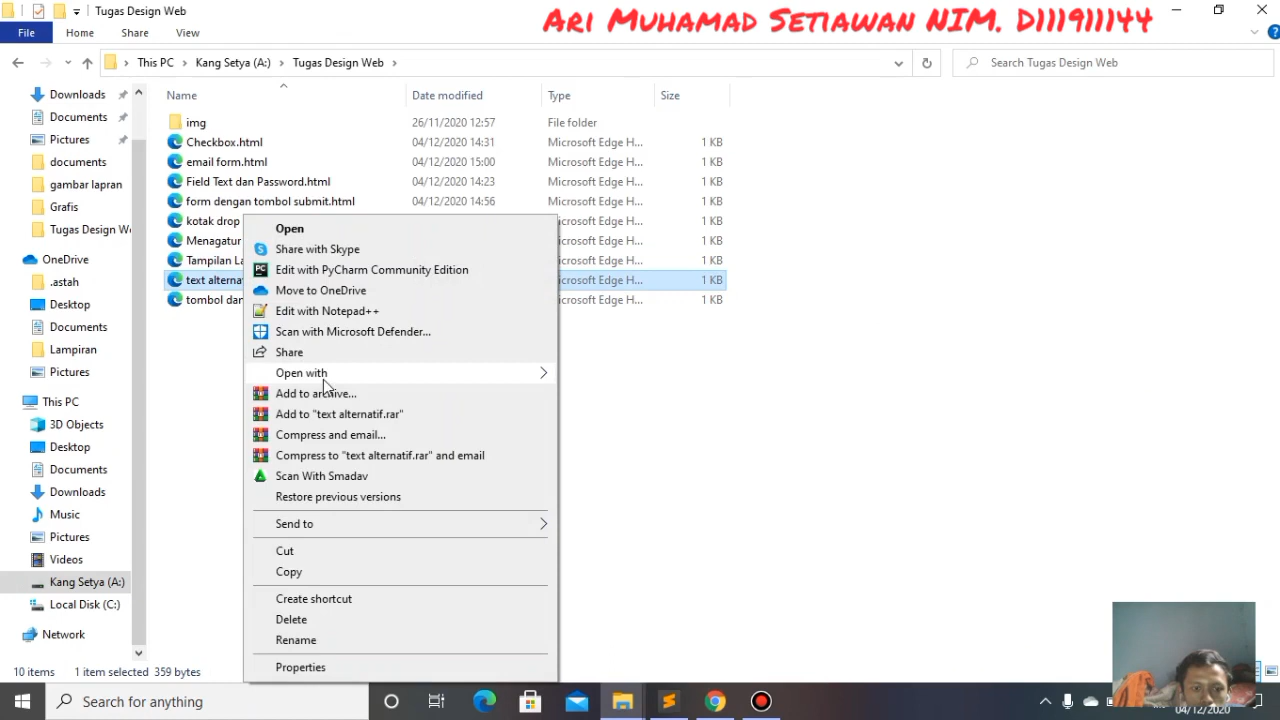 Tugas Design Web
Ari Muhamad Setiawan NIM. D111911144
File Home Share View
This PC Kang Setya (A:) Tugas Design Web
Search Tugas Design Web
Name Date modified Type Size
Downloads
Documents
Pictures
documents
gambar lapran
Grafis
Tugas Design We
OneDrive
.astah
Desktop
Documents
Lampiran
Pictures
This PC
3D Objects
Desktop
Documents
Downloads
Music
Pictures
Videos
Kang Setya (A:)
Local Disk (C:)
Network
img 26/11/2020 12:57 File folder
Checkbox.html 04/12/2020 14:31 Microsoft Edge H... 1 KB
email form.html 04/12/2020 15:00 Microsoft Edge H... 1 KB
Field Text dan Password.html 04/12/2020 14:23 Microsoft Edge H... 1 KB
form dengan tombol submit.html 04/12/2020 14:56 Microsoft Edge H... 1 KB
kotak drop icrosoft Edge H... 1 KB
Menagatur icrosoft Edge H... 1 KB
Tampilan La icrosoft Edge H... 1 KB
text alterna icrosoft Edge H... 1 KB
tombol dan icrosoft Edge H... 1 KB
Open
Share with Skype
Edit with PyCharm Community Edition
Move to OneDrive
Edit with Notepad++
Scan with Microsoft Defender...
Share
Open with
Add to archive...
Add to "text alternatif.rar"
Compress and email...
Compress to "text alternatif.rar" and email
Scan With Smadav
Restore previous versions
Send to
Cut
Copy
Create shortcut
Delete
Rename
Properties
10 items 1 item selected 359 bytes
Search for anything
04/12/2020